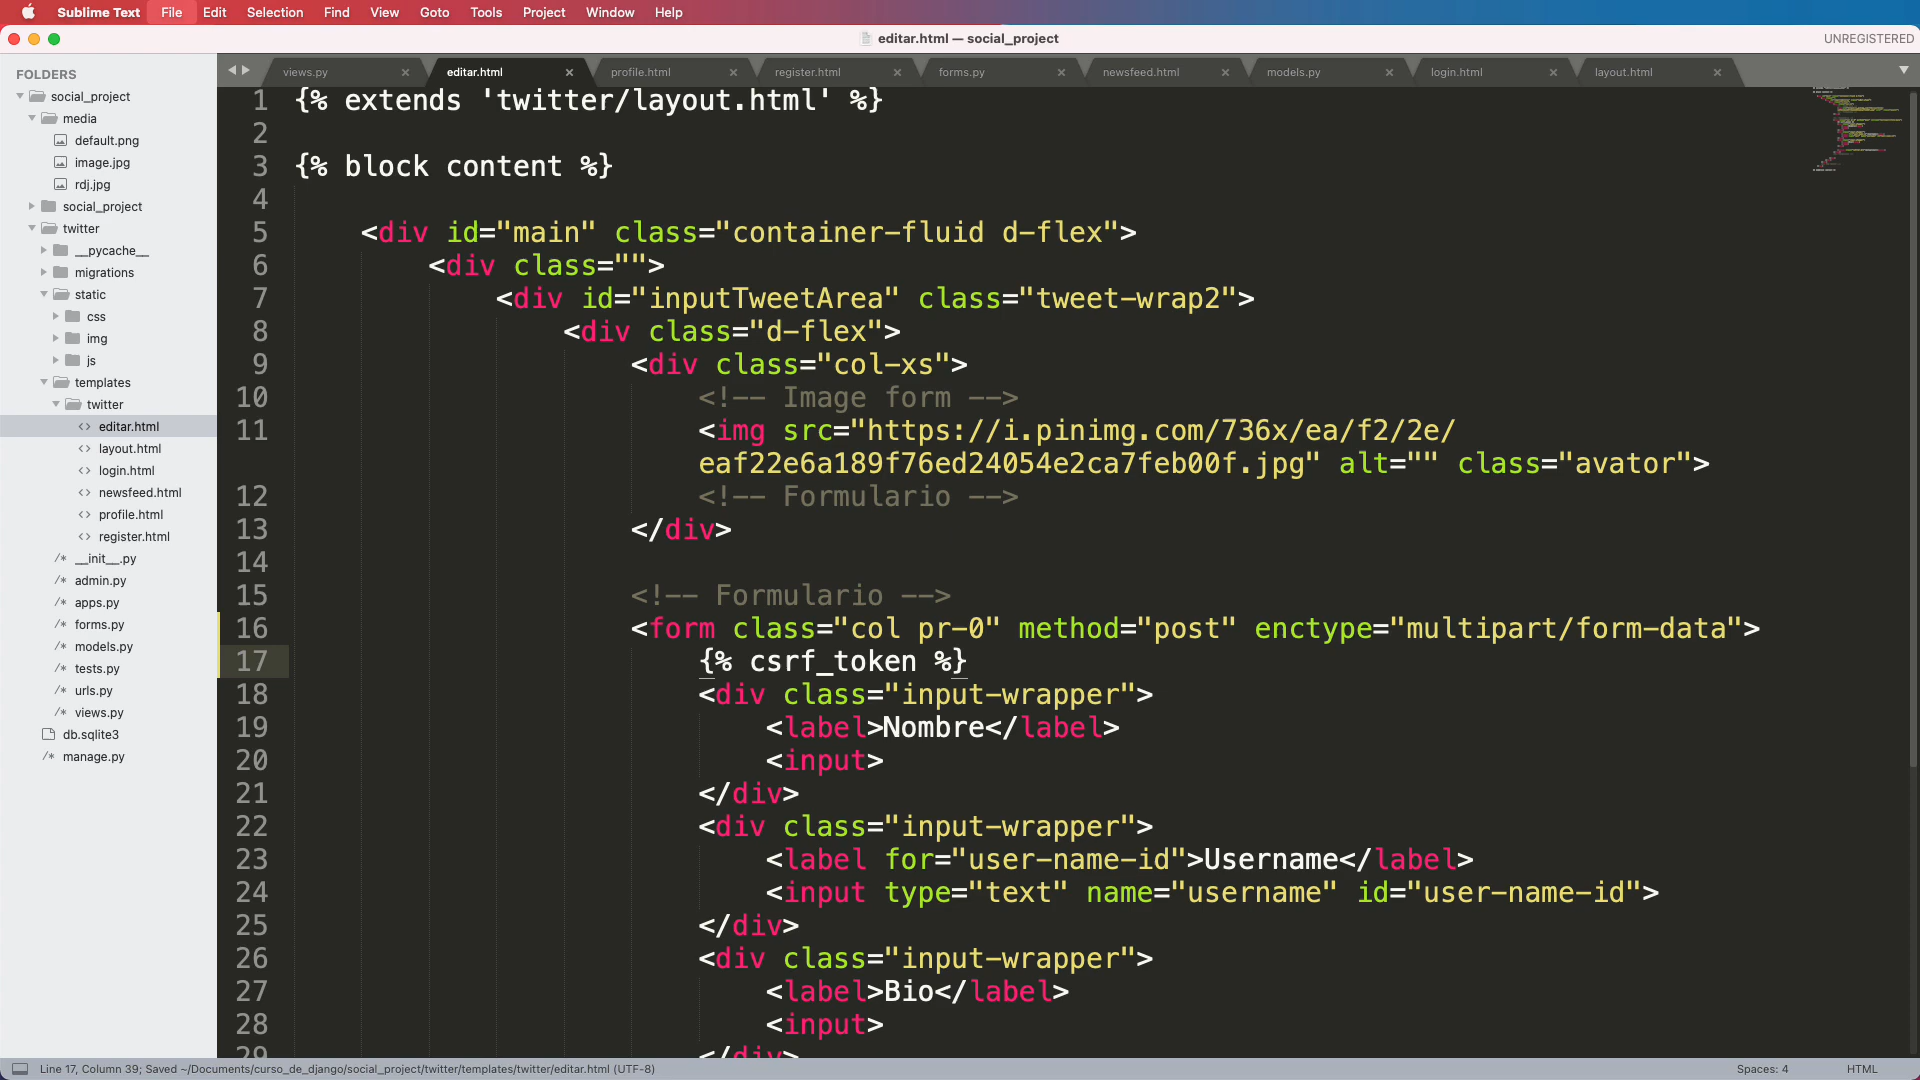 Sublime Text File Edit Selection Find View Goto Tools Project Window Help
editar.html — social_project
UNREGISTERED
FOLDERS
social_project
media
default.png
image.jpg
rdj.jpg
social_project
twitter
__pycache__
migrations
static
css
img
js
templates
twitter
<> editar.html
<> layout.html
<> login.html
<> newsfeed.html
<> profile.html
<> register.html
/* __init__.py
/* admin.py
/* apps.py
/* forms.py
/* models.py
/* tests.py
/* urls.py
/* views.py
db.sqlite3
/* manage.py
views.py × editar.html × profile.html × register.html × forms.py × newsfeed.html × models.py × login.html × layout.html ×
1 {% extends 'twitter/layout.html' %}
2
3 {% block content %}
4
5 <div id="main" class="container-fluid d-flex">
6 <div class="">
7 <div id="inputTweetArea" class="tweet-wrap2">
8 <div class="d-flex">
9 <div class="col-xs">
10 <!-- Image form -->
11 <img src="https://i.pinimg.com/736x/ea/f2/2e/
eaf22e6a189f76ed24054e2ca7feb00f.jpg" alt="" class="avator">
12 <!-- Formulario -->
13 </div>
14
15 <!-- Formulario -->
16 <form class="col pr-0" method="post" enctype="multipart/form-data">
17 {% csrf_token %}
18 <div class="input-wrapper">
19 <label>Nombre</label>
20 <input>
21 </div>
22 <div class="input-wrapper">
23 <label for="user-name-id">Username</label>
24 <input type="text" name="username" id="user-name-id">
25 </div>
26 <div class="input-wrapper">
27 <label>Bio</label>
28 <input>
29 </div>
Line 17, Column 39; Saved ~/Documents/curso_de_django/social_project/twitter/templates/twitter/editar.html (UTF-8)
Spaces: 4
HTML